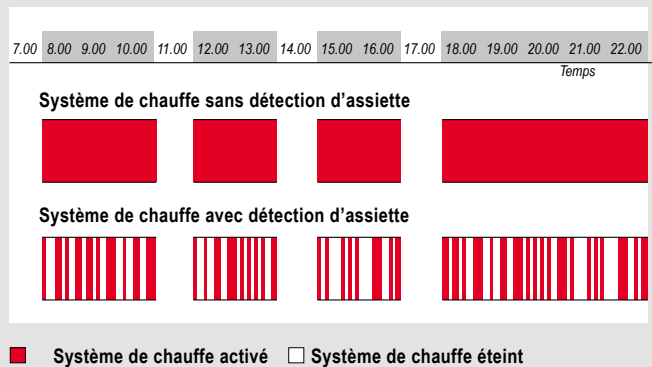 7.00 8.00 9.00 10.00 11.00 12.00 13.00 14.00 15.00 16.00 17.00 18.00 19.00 20.00 21.00 22.00
Temps
Système de chauffe sans détection d'assiette
Système de chauffe avec détection d'assiette
Système de chauffe activé Système de chauffe éteint